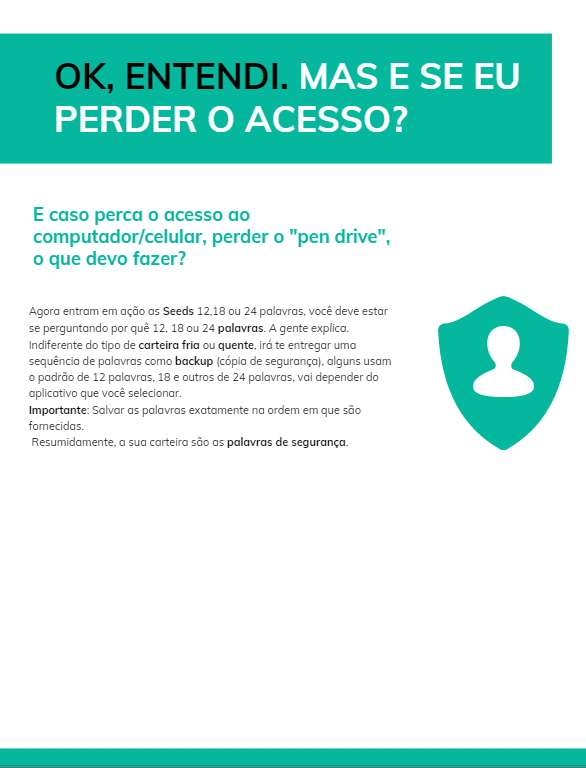 OK, ENTENDI. MAS E SE EU
PERDER O ACESSO?
E caso perca o acesso ao
computador/celular, perder o "pen drive",
o que devo fazer?
Agora entram em ação as Seeds 12,18 ou 24 palavras, você deve estar
se perguntando por quê 12, 18 ou 24 palavras. A gente explica.
Indiferente do tipo de carteira fria ou quente, irá te entregar uma
sequência de palavras como backup (cópia de segurança), alguns usam
o padrão de 12 palavras, 18 e outros de 24 palavras, vai depender do
aplicativo que você selecionar.
Importante: Salvar as palavras exatamente na ordem em que são
fornecidas.
Resumidamente, a sua carteira são as palavras de segurança.